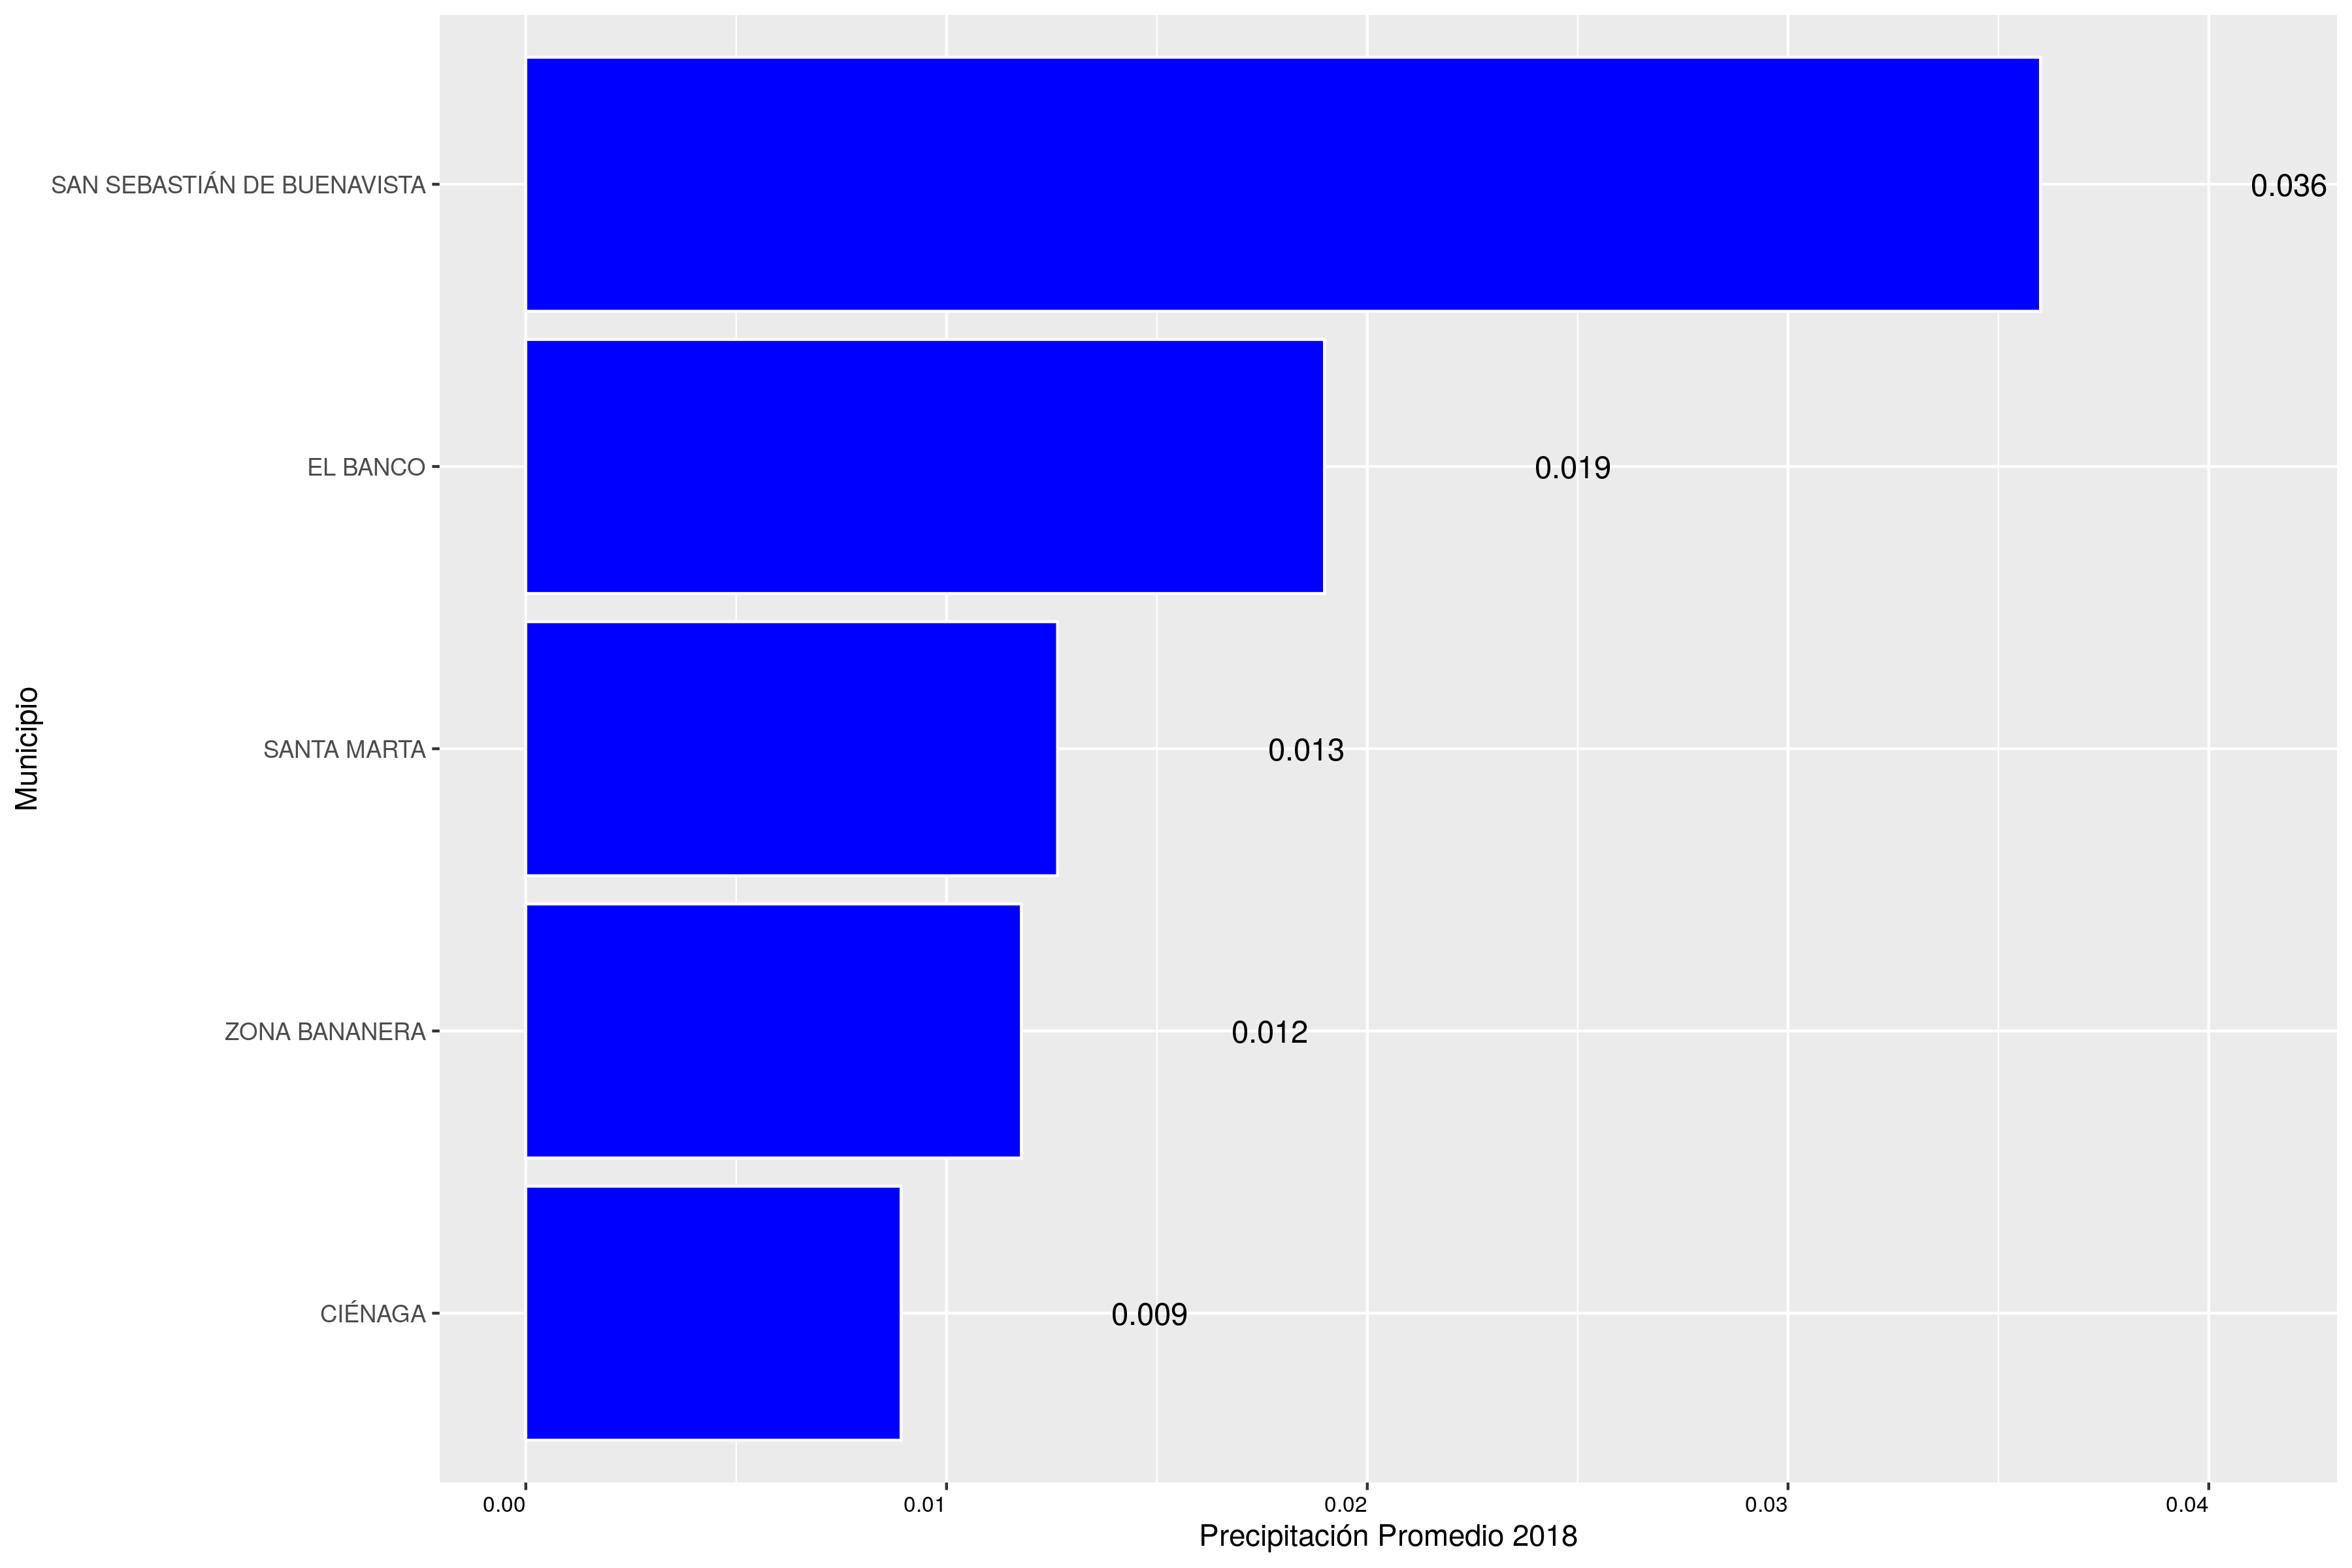 SAN SEBASTIÁN DE BUENAVISTA
0.036
EL BANCO
0.019
SANTA MARTA
0.013
Municipio
ZONA BANANERA
0.012
CIÉNAGA
0.009
0.00 0.01 0.02 0.03 0.04
Precipitación Promedio 2018